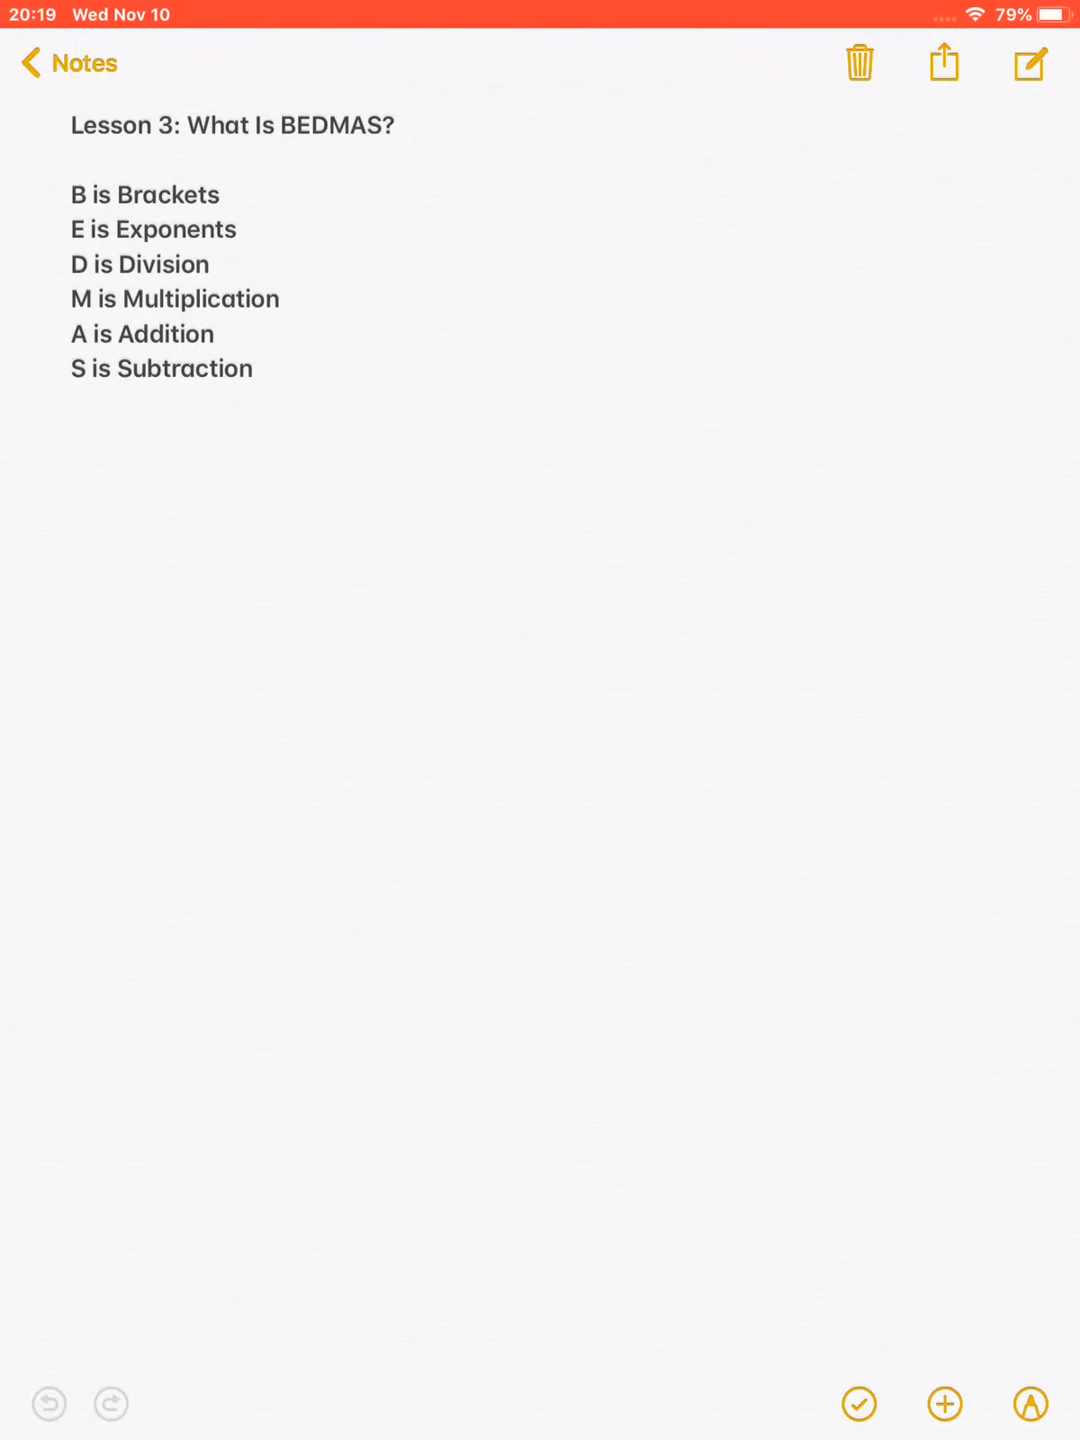 20:19 Wed Nov 10 79%
Notes
Lesson 3: What Is BEDMAS?
B is Brackets
E is Exponents
D is Division
M is Multiplication
A is Addition
S is Subtraction